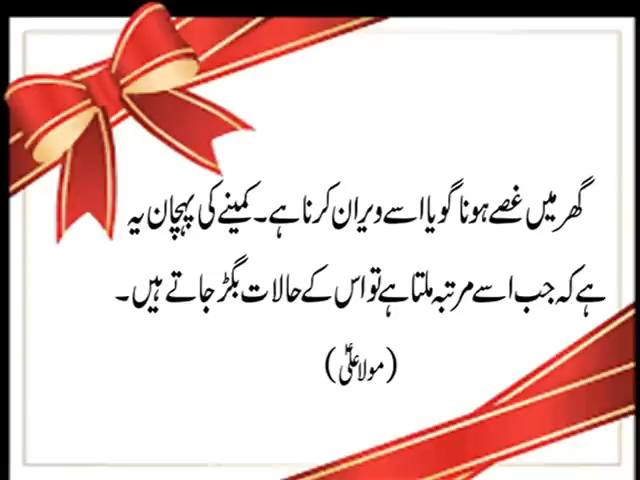 گھر میں غصے ہونا گویا اسے ویران کرنا ہے۔ کمینے کی پہچان یہ
ہے کہ جب اسے مرتبہ ملتا ہے تو اس کے حالات بگڑ جاتے ہیں۔
(مولا علیؑ)